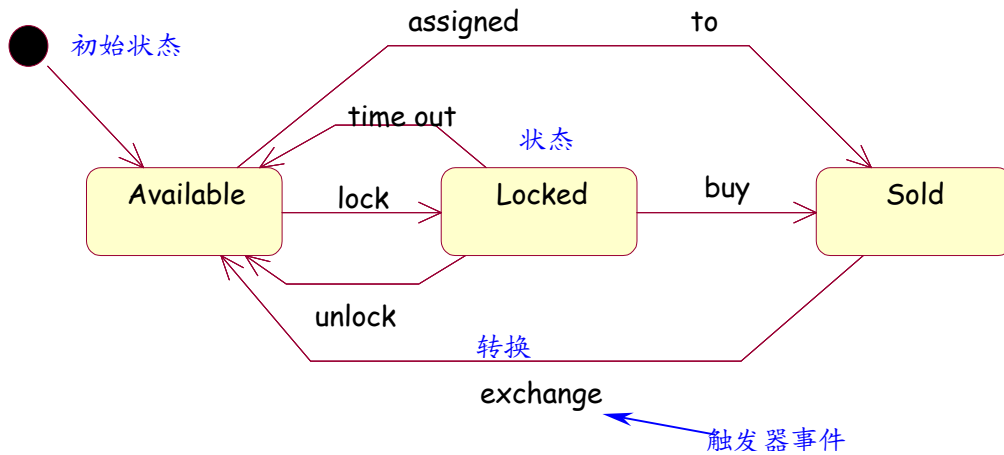 assigned to
初始状态
time out
状态
Available
lock
Locked
buy
Sold
unlock
转换
exchange
触发器事件